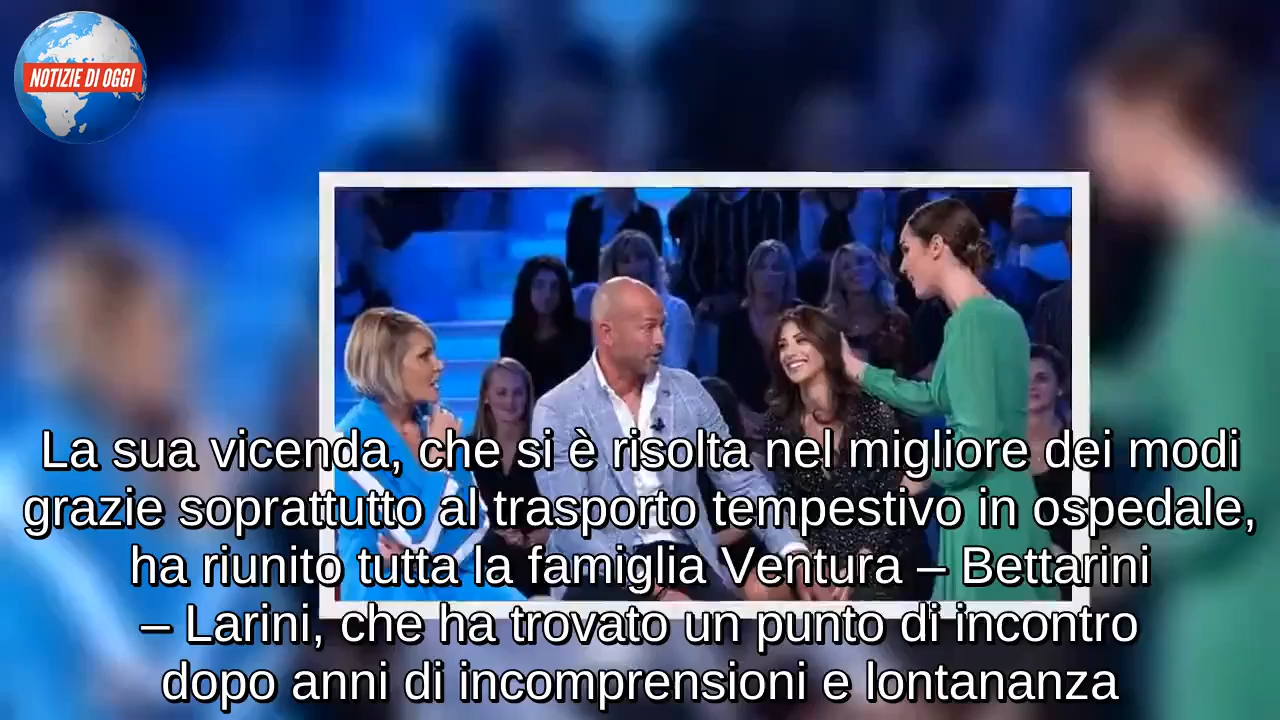 NOTIZIE DI OGGI
La sua vicenda, che si è risolta nel migliore dei modi
grazie soprattutto al trasporto tempestivo in ospedale,
ha riunito tutta la famiglia Ventura – Bettarini
– Larini, che ha trovato un punto di incontro
dopo anni di incomprensioni e lontananza